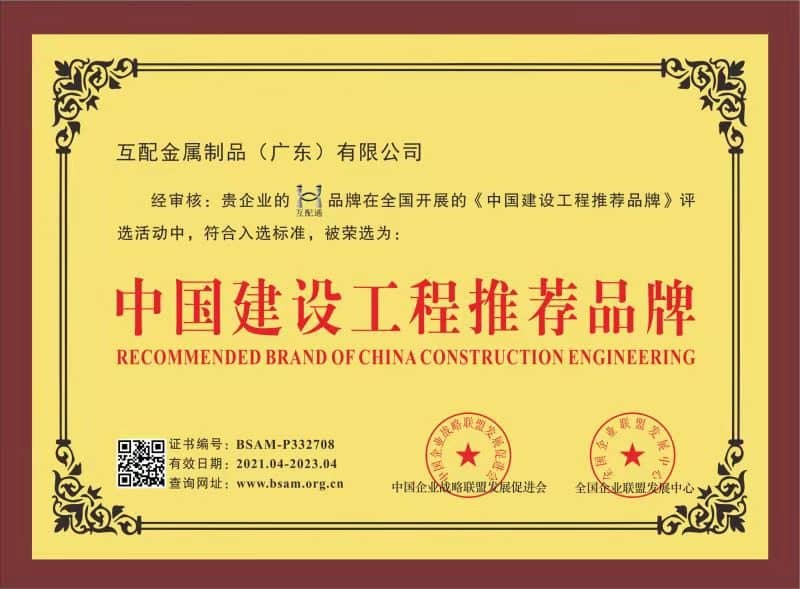 互配金属制品（广东）有限公司
经审核：贵企业的 互配通 品牌在全国开展的《中国建设工程推荐品牌》评
选活动中，符合入选标准，被荣选为：
中国建设工程推荐品牌
RECOMMENDED BRAND OF CHINA CONSTRUCTION ENGINEERING
证书编号：BSAM-P332708
有效日期：2021.04-2023.04
查询网址：www.bsam.org.cn
中国企业战略联盟发展促进会
中国企业战略联盟发展促进会
全国企业联盟发展中心
全国企业联盟发展中心